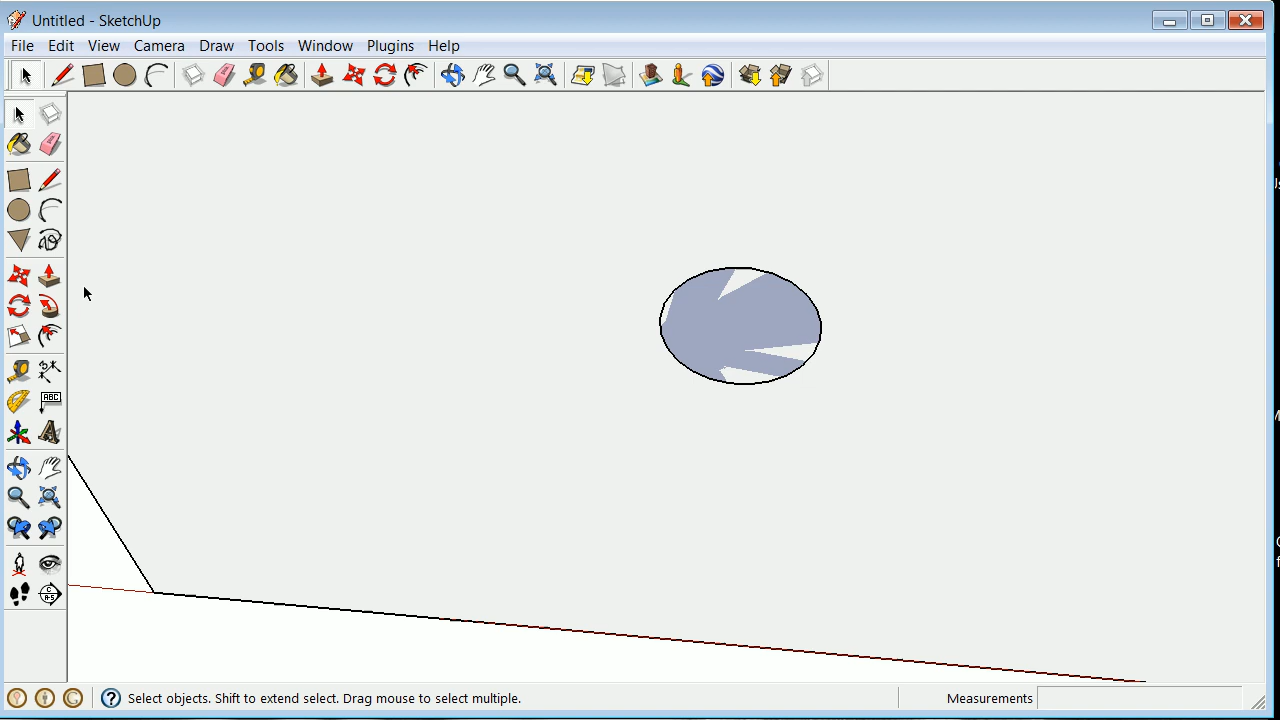 Untitled - SketchUp
File Edit View Camera Draw Tools Window Plugins Help
ABC
Select objects. Shift to extend select. Drag mouse to select multiple.
Measurements